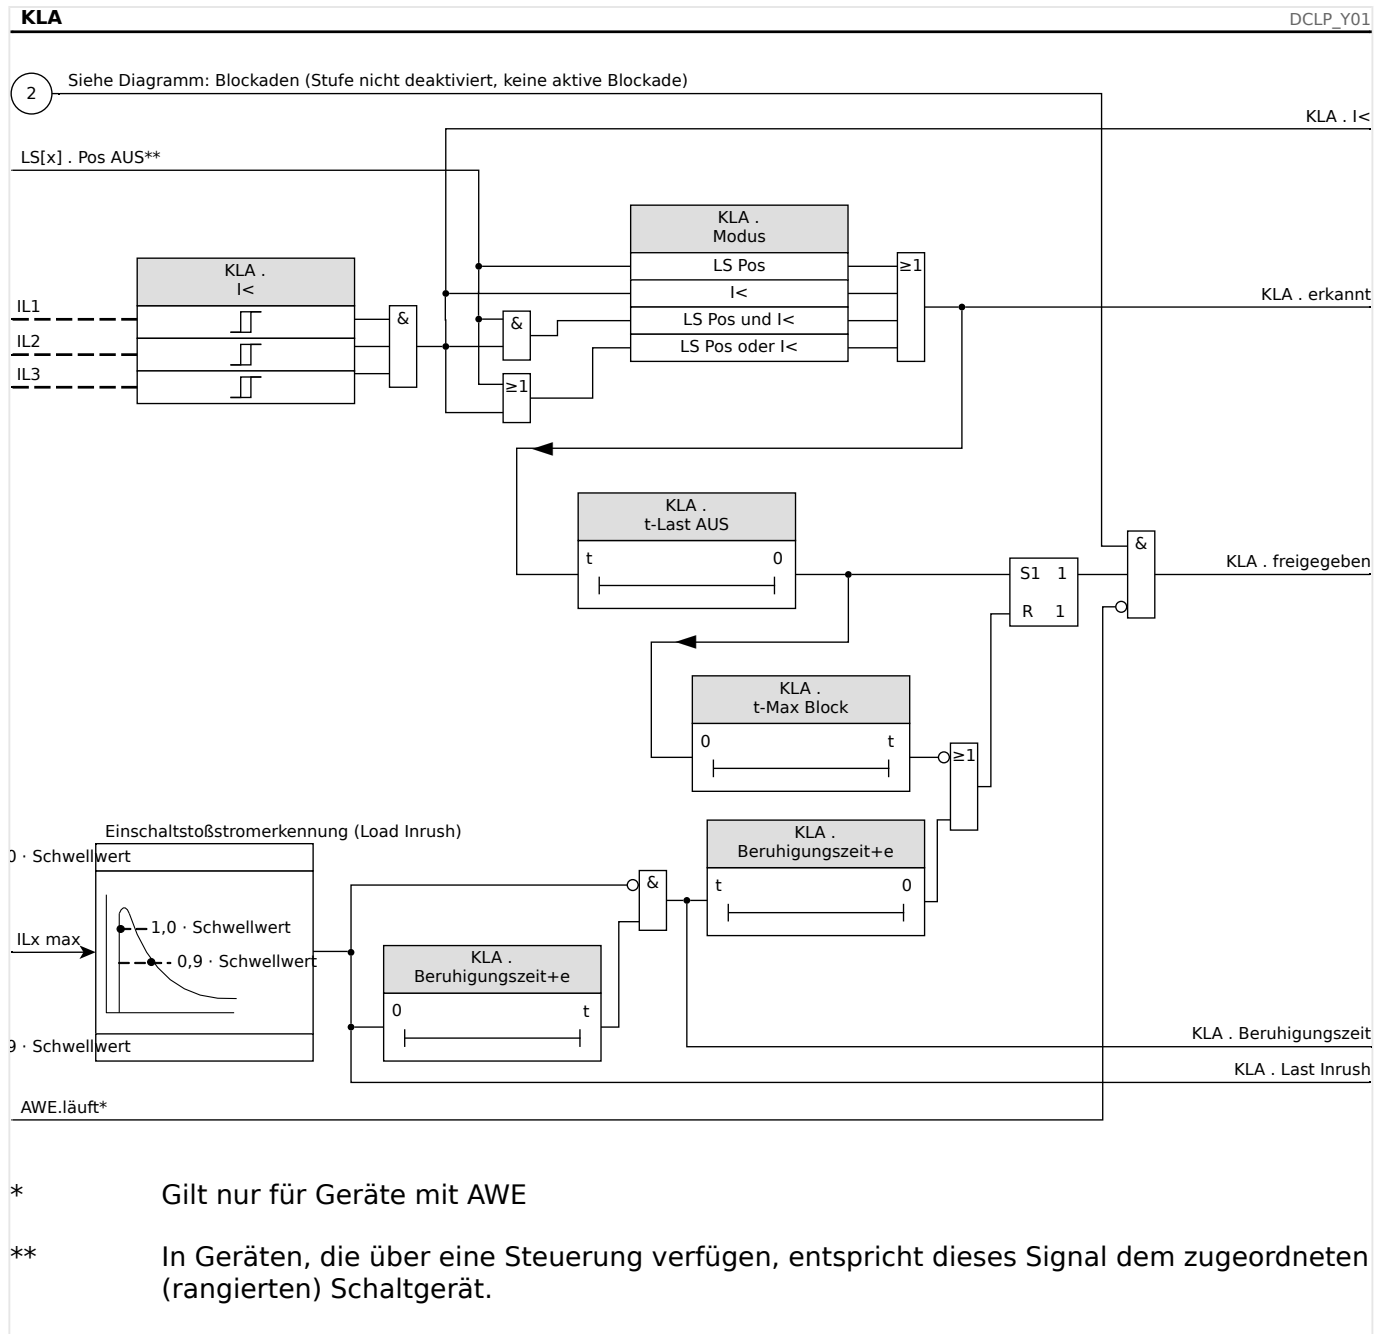 KLA
DCLP_Y01
2
Siehe Diagramm: Blockaden (Stufe nicht deaktiviert, keine aktive Blockade)
KLA . I<
LS[x] . Pos AUS**
KLA .
Modus
LS Pos
I<
LS Pos und I<
LS Pos oder I<
≥1
KLA .
I<
IL1
IL2
IL3
&
&
≥1
KLA . erkannt
KLA .
t-Last AUS
t 0
S1 1
R 1
&
KLA . freigegeben
KLA .
t-Max Block
0 t
≥1
Einschaltstoßstromerkennung (Load Inrush)
0 · Schwellwert
1,0 · Schwellwert
0,9 · Schwellwert
ILx max
9 · Schwellwert
KLA .
Beruhigungszeit+e
0 t
&
KLA .
Beruhigungszeit+e
t 0
KLA . Beruhigungszeit
KLA . Last Inrush
AWE.läuft*
* Gilt nur für Geräte mit AWE
** In Geräten, die über eine Steuerung verfügen, entspricht dieses Signal dem zugeordneten
(rangierten) Schaltgerät.